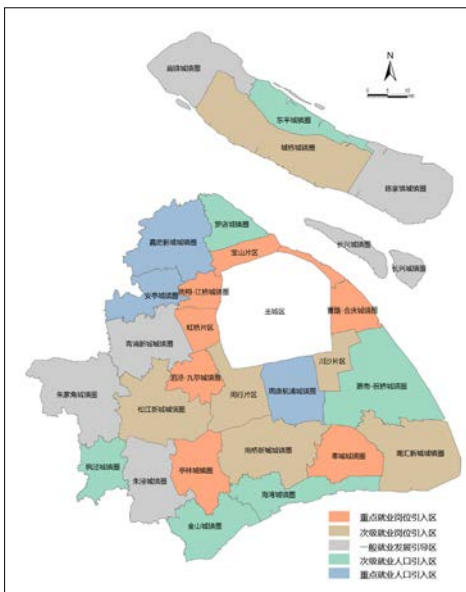 N
庙镇城镇圈
东平城镇圈
城桥城镇圈
陈家镇城镇圈
长兴城镇圈
长兴城镇圈
罗店城镇圈
嘉定新城城镇圈
宝山片区
安亭城镇圈
南翔-江桥城镇圈
主城区
曹路-合庆城镇圈
虹桥片区
青浦新城城镇圈
川沙片区
泗泾-九亭城镇圈
周康航浦城镇圈
惠南-祝桥城镇圈
朱家角城镇圈
松江新城城镇圈
闵行片区
南桥新城城镇圈
奉城城镇圈
南汇新城城镇圈
枫泾城镇圈
朱泾城镇圈
亭林城镇圈
海湾城镇圈
金山城镇圈
重点就业岗位引入区
次级就业岗位引入区
一般就业发展引导区
次级就业人口引入区
重点就业人口引入区